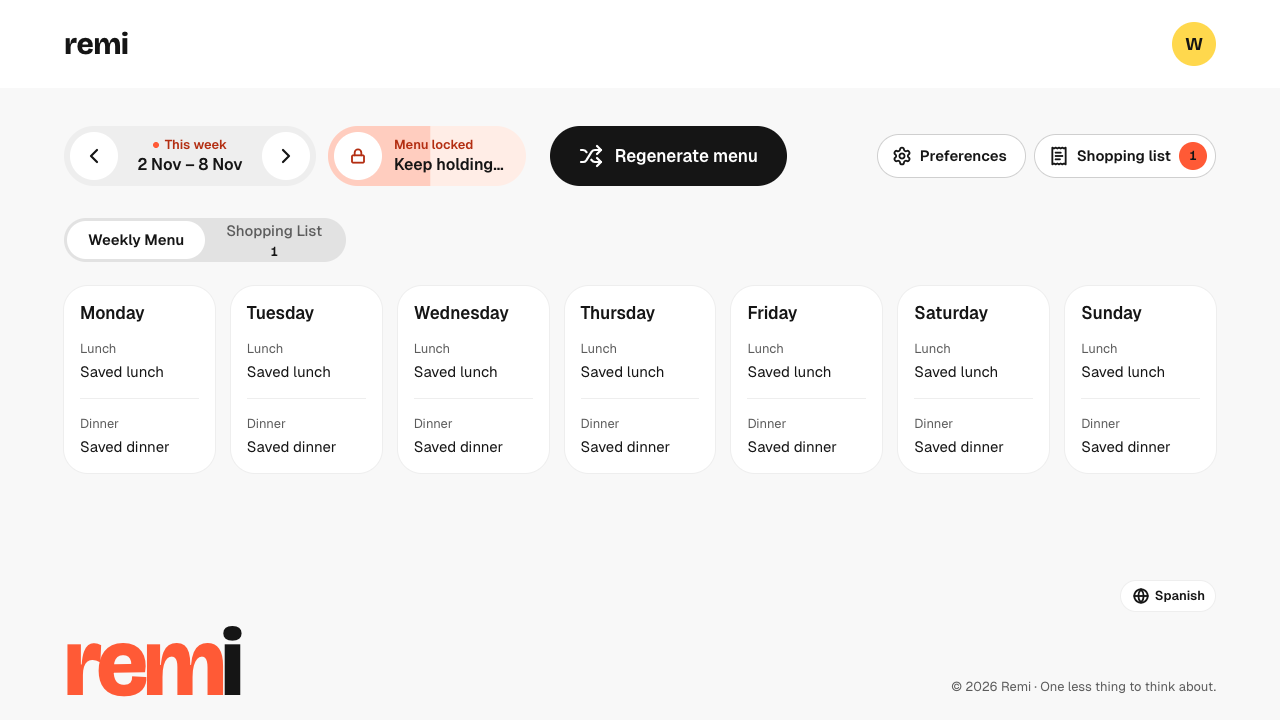 remi
W
This week
2 Nov – 8 Nov
Menu locked
Keep holding...
Regenerate menu
Preferences
Shopping list 1
Weekly Menu
Shopping List
1
Monday
Lunch
Saved lunch
Dinner
Saved dinner
Tuesday
Lunch
Saved lunch
Dinner
Saved dinner
Wednesday
Lunch
Saved lunch
Dinner
Saved dinner
Thursday
Lunch
Saved lunch
Dinner
Saved dinner
Friday
Lunch
Saved lunch
Dinner
Saved dinner
Saturday
Lunch
Saved lunch
Dinner
Saved dinner
Sunday
Lunch
Saved lunch
Dinner
Saved dinner
Spanish
remi
© 2026 Remi · One less thing to think about.